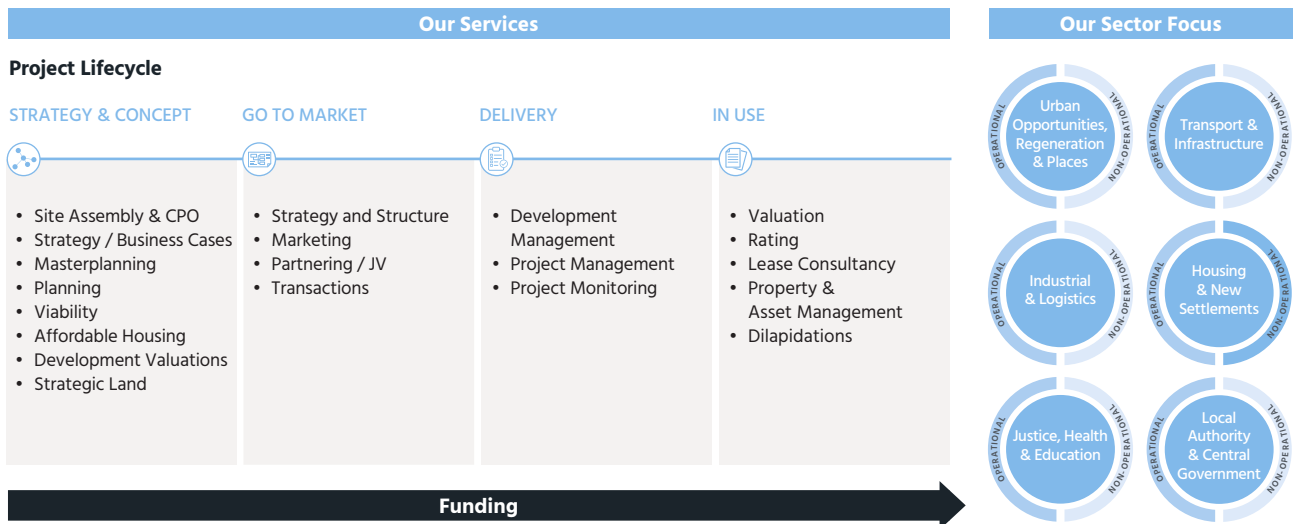 Our Services
Project Lifecycle
STRATEGY & CONCEPT
• Site Assembly & CPO
• Strategy / Business Cases
• Masterplanning
• Planning
• Viability
• Affordable Housing
• Development Valuations
• Strategic Land
GO TO MARKET
• Strategy and Structure
• Marketing
• Partnering / JV
• Transactions
DELIVERY
• Development
Management
• Project Management
• Project Monitoring
IN USE
• Valuation
• Rating
• Lease Consultancy
• Property &
Asset Management
• Dilapidations
Funding
Our Sector Focus
OPERATIONAL
Urban
Opportunities,
Regeneration
& Places
NON-OPERATIONAL
OPERATIONAL
Transport &
Infrastructure
NON-OPERATIONAL
OPERATIONAL
Industrial
& Logistics
NON-OPERATIONAL
OPERATIONAL
Housing
& New
Settlements
NON-OPERATIONAL
OPERATIONAL
Justice, Health
& Education
NON-OPERATIONAL
OPERATIONAL
Local
Authority
& Central
Government
NON-OPERATIONAL